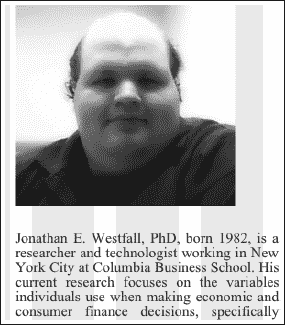 Jonathan E. Westfall, PhD, born 1982, is a
researcher and technologist working in New
York City at Columbia Business School. His
current research focuses on the variables
individuals use when making economic and
consumer finance decisions, specifically